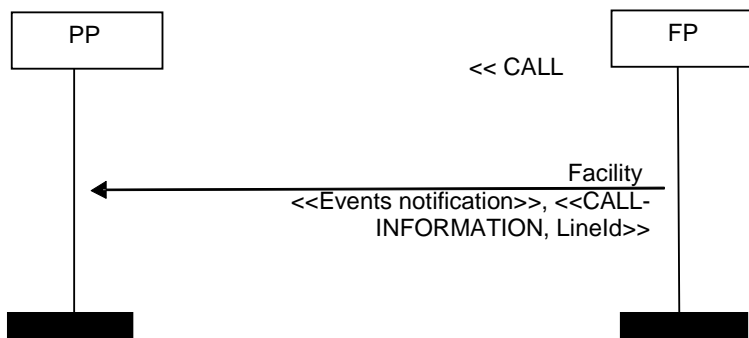 PP
FP
<< CALL
Facility
<<Events notification>>, <<CALL-
INFORMATION, LineId>>